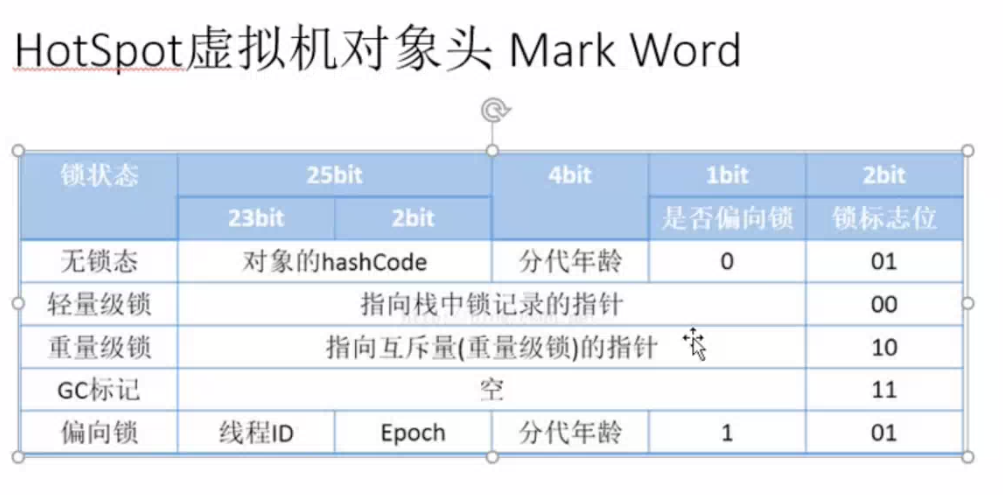 HotSpot虚拟机对象头 Mark Word
锁状态 25bit 4bit 1bit 2bit
23bit 2bit 是否偏向锁 锁标志位
无锁态 对象的hashCode 分代年龄 0 01
轻量级锁 指向栈中锁记录的指针 00
重量级锁 指向互斥量(重量级锁)的指针 10
GC标记 空 11
偏向锁 线程ID Epoch 分代年龄 1 01